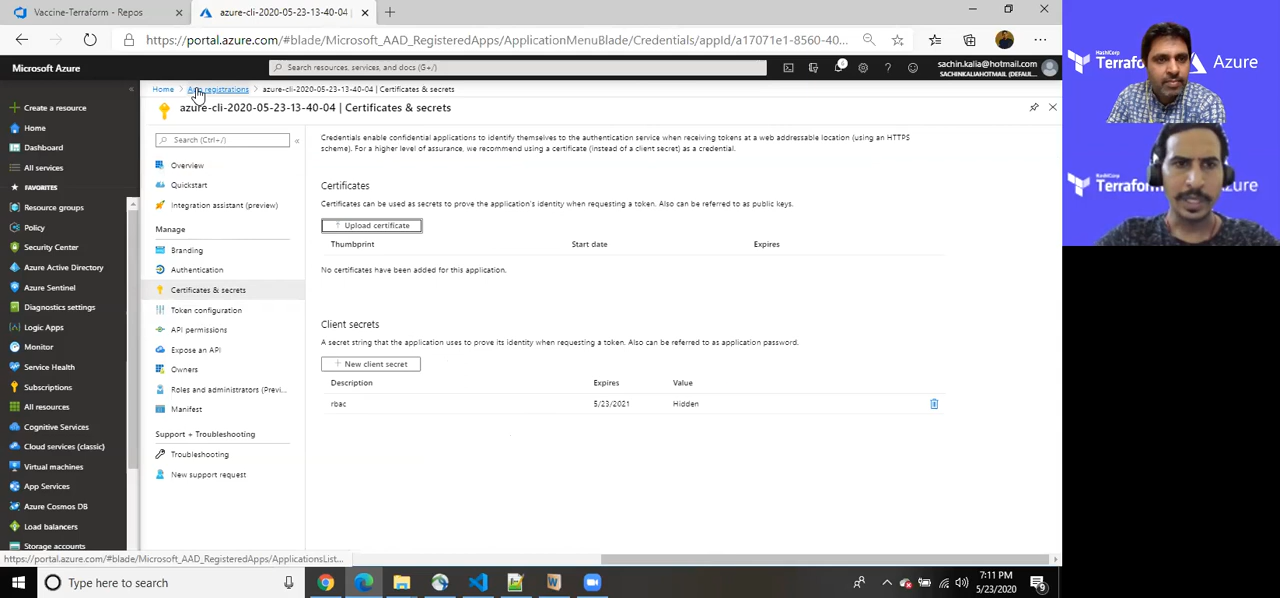 Vaccine-Terraform - Repos
azure-cli-2020-05-23-13-40-04 |
https://portal.azure.com/#blade/Microsoft_AAD_RegisteredApps/ApplicationMenuBlade/Credentials/appId/a17071e1-8560-40...
Microsoft Azure
Search resources, services, and docs (G+/)
6
sachin.kalia@hotmail.com
SACHINKALIAHOTMAIL (DEFAUL...
Create a resource
Home
Dashboard
All services
FAVORITES
Resource groups
Policy
Security Center
Azure Active Directory
Azure Sentinel
Diagnostics settings
Logic Apps
Monitor
Service Health
Subscriptions
All resources
Cognitive Services
Cloud services (classic)
Virtual machines
App Services
Azure Cosmos DB
Load balancers
Storage accounts
Home > App registrations > azure-cli-2020-05-23-13-40-04 | Certificates & secrets
azure-cli-2020-05-23-13-40-04 | Certificates & secrets
Search (Ctrl+/)
Overview
Quickstart
Integration assistant (preview)
Manage
Branding
Authentication
Certificates & secrets
Token configuration
API permissions
Expose an API
Owners
Roles and administrators (Previ...
Manifest
Support + Troubleshooting
Troubleshooting
New support request
Credentials enable confidential applications to identify themselves to the authentication service when receiving tokens at a web addressable location (using an HTTPS
scheme). For a higher level of assurance, we recommend using a certificate (instead of a client secret) as a credential.
Certificates
Certificates can be used as secrets to prove the application's identity when requesting a token. Also can be referred to as public keys.
Upload certificate
Thumbprint Start date Expires
No certificates have been added for this application.
Client secrets
A secret string that the application uses to prove its identity when requesting a token. Also can be referred to as application password.
New client secret
Description Expires Value
rbac 5/23/2021 Hidden
https://portal.azure.com/#blade/Microsoft_AAD_RegisteredApps/ApplicationsList...
Type here to search
7:11 PM
5/23/2020
9
HashiCorp
Terraform
Azure
HashiCorp
Terraform
Azure